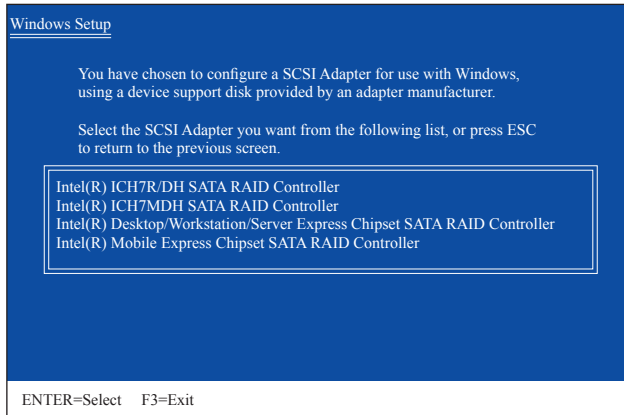 Windows Setup
You have chosen to configure a SCSI Adapter for use with Windows,
using a device support disk provided by an adapter manufacturer.
Select the SCSI Adapter you want from the following list, or press ESC
to return to the previous screen.
Intel(R) ICH7R/DH SATA RAID Controller
Intel(R) ICH7MDH SATA RAID Controller
Intel(R) Desktop/Workstation/Server Express Chipset SATA RAID Controller
Intel(R) Mobile Express Chipset SATA RAID Controller
ENTER=Select F3=Exit